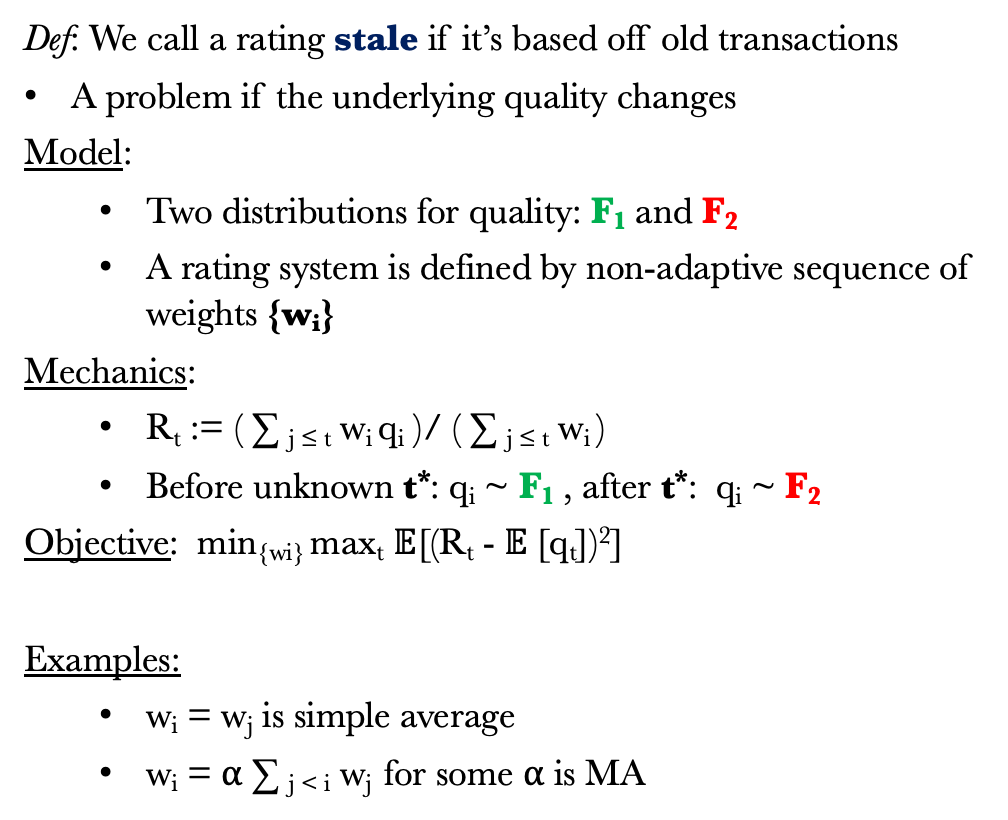 Def: We call a rating stale if it's based off old transactions
• A problem if the underlying quality changes
Model:
• Two distributions for quality: F₁ and F₂
• A rating system is defined by non-adaptive sequence of
weights {wᵢ}
Mechanics:
• Rₜ := ( ∑ ⱼ ≤ ₜ wᵢ qᵢ )/ ( ∑ ⱼ ≤ ₜ wᵢ )
• Before unknown t*: qᵢ ~ F₁ , after t*: qᵢ ~ F₂
Objective: min_{wi} maxₜ 𝔼[(Rₜ - 𝔼 [qₜ])²]
Examples:
• wᵢ = wⱼ is simple average
• wᵢ = α ∑ ⱼ < ᵢ wⱼ for some α is MA